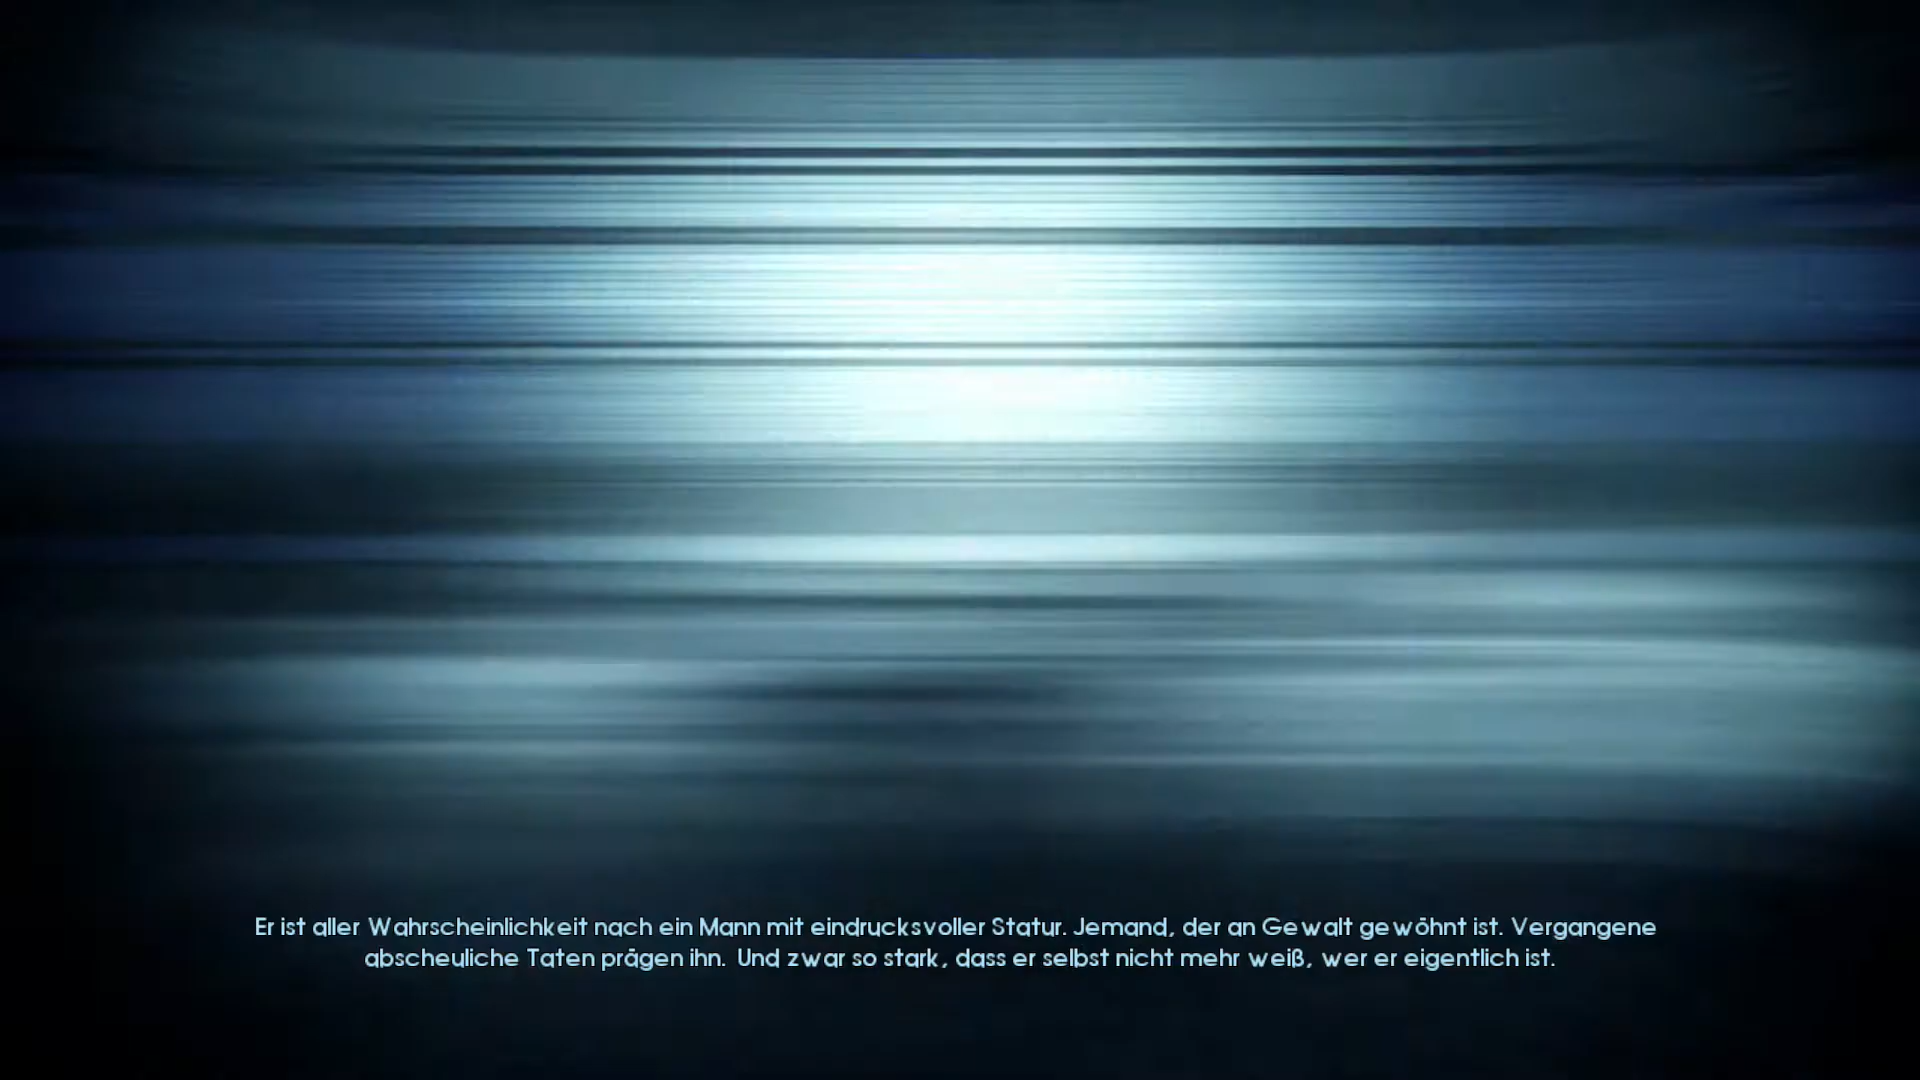 Er ist aller Wahrscheinlichkeit nach ein Mann mit eindrucksvoller Statur. Jemand, der an Gewalt gewöhnt ist. Vergangene
abscheuliche Taten prägen ihn. Und zwar so stark, dass er selbst nicht mehr weiß, wer er eigentlich ist.